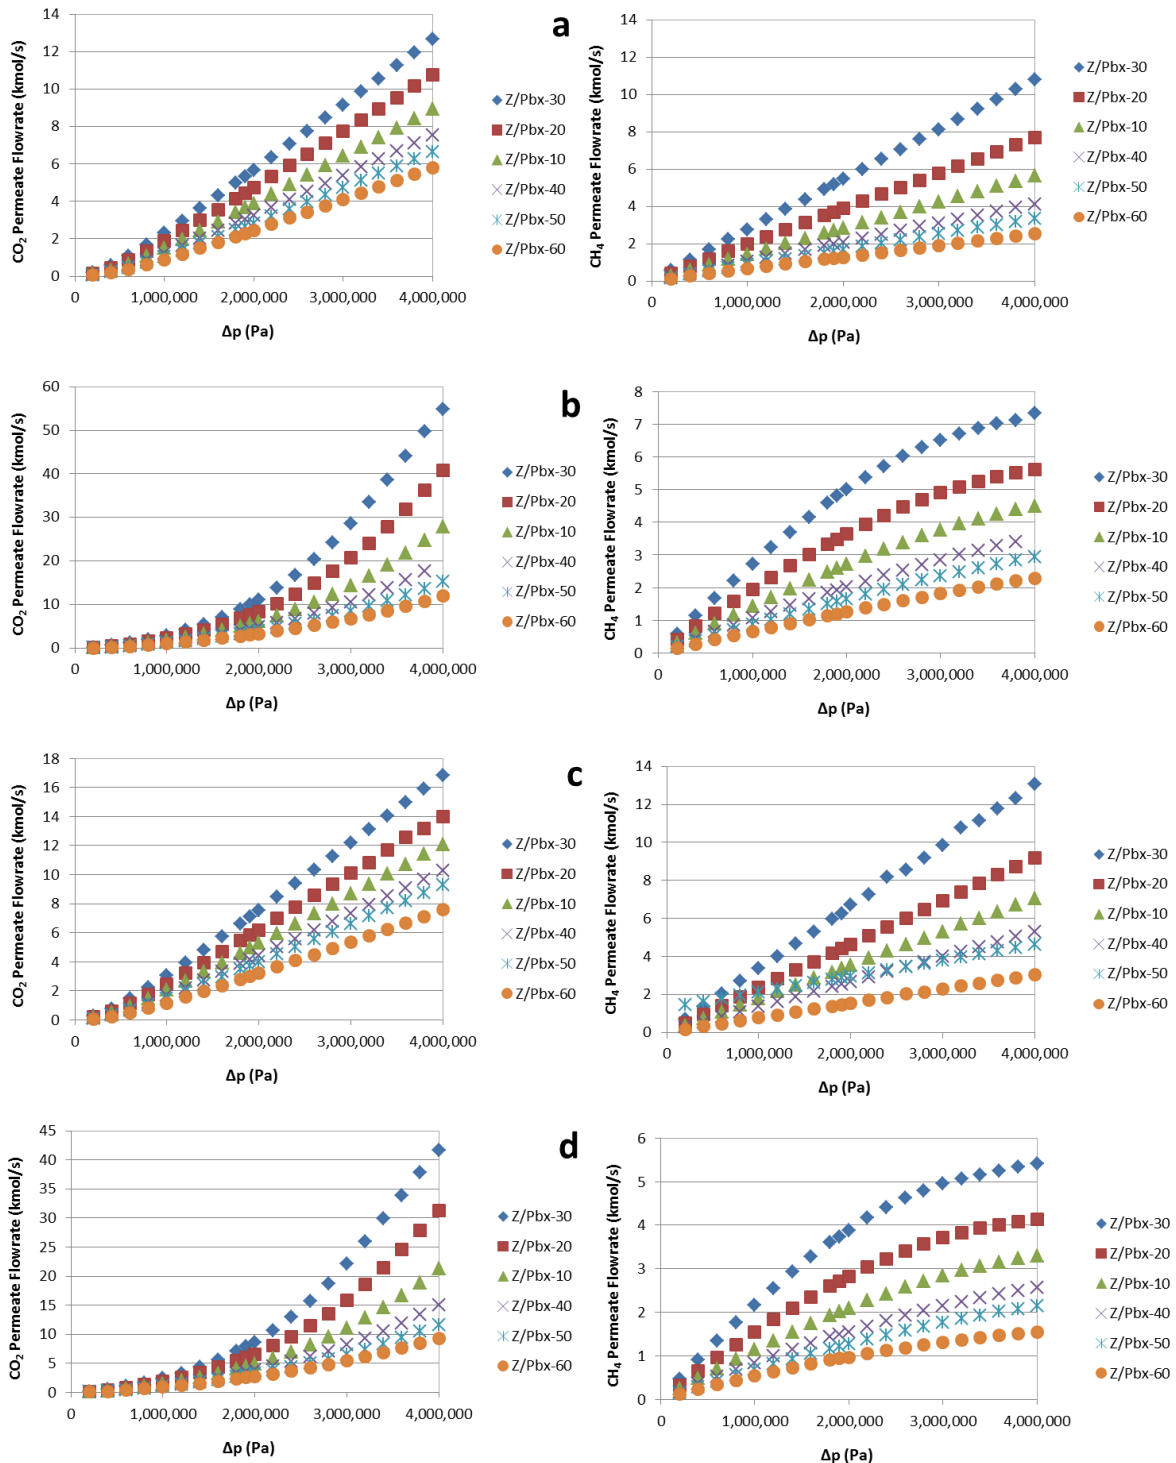 a
CO2 Permeate Flowrate (kmol/s)
14
12
10
8
6
4
2
0
0
1,000,000
2,000,000
3,000,000
4,000,000
Δp (Pa)
Z/Pbx-30
Z/Pbx-20
Z/Pbx-10
Z/Pbx-40
Z/Pbx-50
Z/Pbx-60
CH4 Permeate Flowrate (kmol/s)
14
12
10
8
6
4
2
0
0
1,000,000
2,000,000
3,000,000
4,000,000
Δp (Pa)
Z/Pbx-30
Z/Pbx-20
Z/Pbx-10
Z/Pbx-40
Z/Pbx-50
Z/Pbx-60
b
CO2 Permeate Flowrate (kmol/s)
60
50
40
30
20
10
0
0
1,000,000
2,000,000
3,000,000
4,000,000
Δp (Pa)
Z/Pbx-30
Z/Pbx-20
Z/Pbx-10
Z/Pbx-40
Z/Pbx-50
Z/Pbx-60
CH4 Permeate Flowrate (kmol/s)
8
7
6
5
4
3
2
1
0
0
1,000,000
2,000,000
3,000,000
4,000,000
Δp (Pa)
Z/Pbx-30
Z/Pbx-20
Z/Pbx-10
Z/Pbx-40
Z/Pbx-50
Z/Pbx-60
c
CO2 Permeate Flowrate (kmol/s)
18
16
14
12
10
8
6
4
2
0
0
1,000,000
2,000,000
3,000,000
4,000,000
Δp (Pa)
Z/Pbx-30
Z/Pbx-20
Z/Pbx-10
Z/Pbx-40
Z/Pbx-50
Z/Pbx-60
CH4 Permeate Flowrate (kmol/s)
14
12
10
8
6
4
2
0
0
1,000,000
2,000,000
3,000,000
4,000,000
Δp (Pa)
Z/Pbx-30
Z/Pbx-20
Z/Pbx-10
Z/Pbx-40
Z/Pbx-50
Z/Pbx-60
d
CO2 Permeate Flowrate (kmol/s)
45
40
35
30
25
20
15
10
5
0
0
1,000,000
2,000,000
3,000,000
4,000,000
Δp (Pa)
Z/Pbx-30
Z/Pbx-20
Z/Pbx-10
Z/Pbx-40
Z/Pbx-50
Z/Pbx-60
CH4 Permeate Flowrate (kmol/s)
6
5
4
3
2
1
0
0
1,000,000
2,000,000
3,000,000
4,000,000
Δp (Pa)
Z/Pbx-30
Z/Pbx-20
Z/Pbx-10
Z/Pbx-40
Z/Pbx-50
Z/Pbx-60